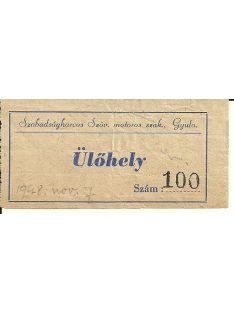 Szabadságharcos Szöv. motoros szak., Gyula.
Ülőhely
Szám: 100
1948. nov. 7